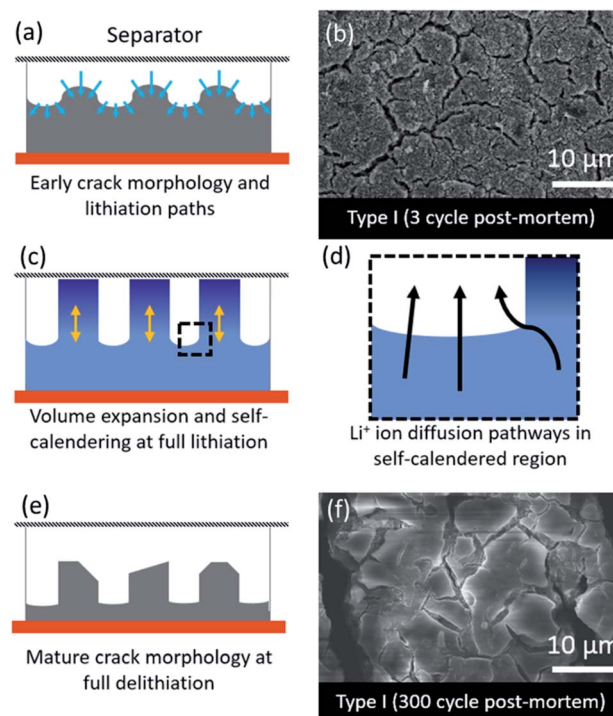 (a)
Separator
Early crack morphology and
lithiation paths
(b)
10 μm
Type I (3 cycle post-mortem)
(c)
Volume expansion and self-
calendering at full lithiation
(d)
Li⁺ ion diffusion pathways in
self-calendered region
(e)
Mature crack morphology at
full delithiation
(f)
10 μm
Type I (300 cycle post-mortem)